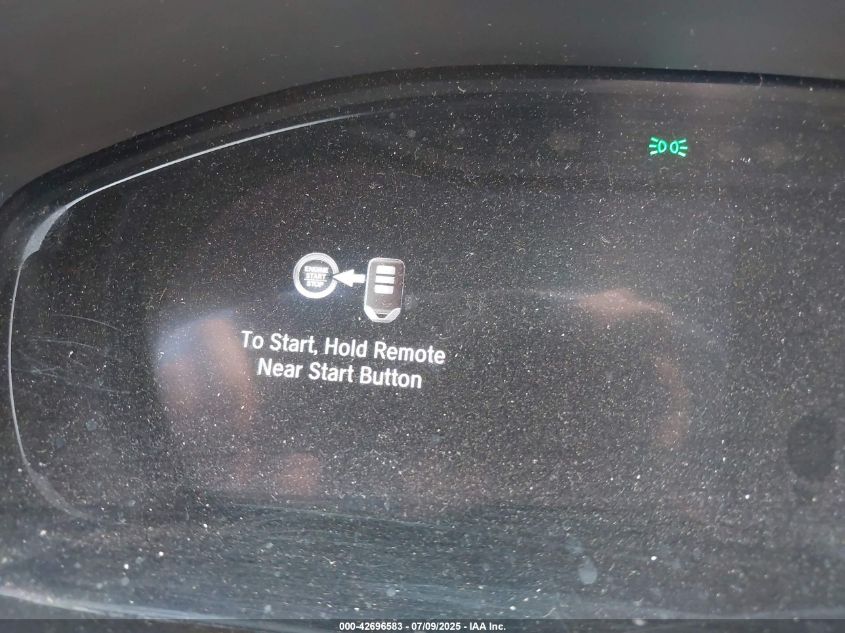 ENGINE
START
STOP
To Start, Hold Remote
Near Start Button
000-42696583 - 07/09/2025 - IAA Inc.